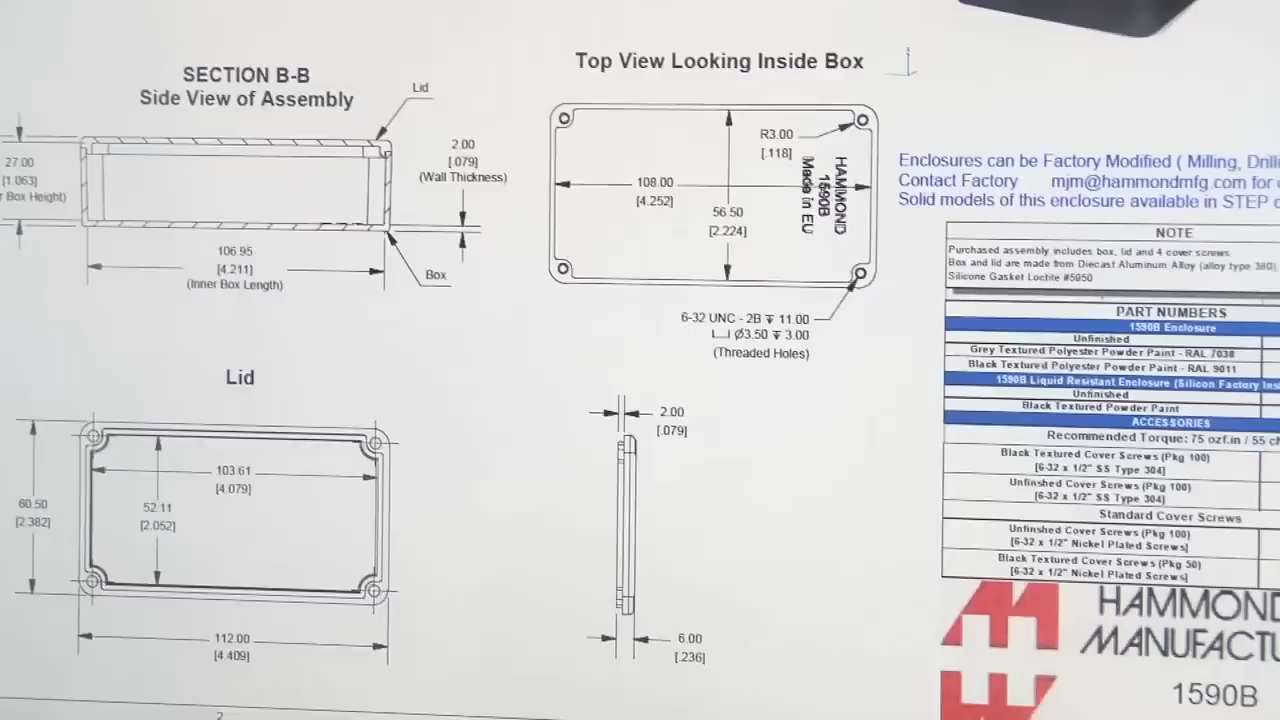 SECTION B-B
Side View of Assembly
Lid
27.00
[1.063]
Box Height)
2.00
[.079]
(Wall Thickness)
106.95
[4.211]
(Inner Box Length)
Box
Top View Looking Inside Box
R3.00
[.118]
108.00
[4.252]
56.50
[2.224]
HAMMOND
1590B
Made in EU
6-32 UNC - 2B ↧ 11.00
⌴ Ø3.50 ↧ 3.00
(Threaded Holes)
Lid
103.61
[4.079]
52.11
[2.052]
60.50
[2.382]
112.00
[4.409]
2.00
[.079]
6.00
[.236]
2
Enclosures can be Factory Modified ( Milling, Drilli
Contact Factory mjm@hammondmfg.com for
Solid models of this enclosure available in STEP
NOTE
Purchased assembly includes box, lid and 4 cover screws
Box and lid are made from Diecast Aluminum Alloy (alloy type 380)
Silicone Gasket Loctite #5950
PART NUMBERS
1590B Enclosure
Unfinished
Grey Textured Polyester Powder Paint - RAL 7038
Black Textured Polyester Powder Paint - RAL 9011
1590B Liquid Resistant Enclosure (Silicon Factory Ins
Unfinished
Black Textured Powder Paint
ACCESSORIES
Recommended Torque: 75 ozf.in / 55 c
Black Textured Cover Screws (Pkg 100)
[6-32 x 1/2" SS Type 304]
Unfinshed Cover Screws (Pkg 100)
[6-32 x 1/2" SS Type 304]
Standard Cover Screws
Unfinshed Cover Screws (Pkg 100)
[6-32 x 1/2" Nickel Plated Screws]
Black Textured Cover Screws (Pkg 50)
[6-32 x 1/2" Nickel Plated Screws]
HAMMOND
MANUFACTU
1590B